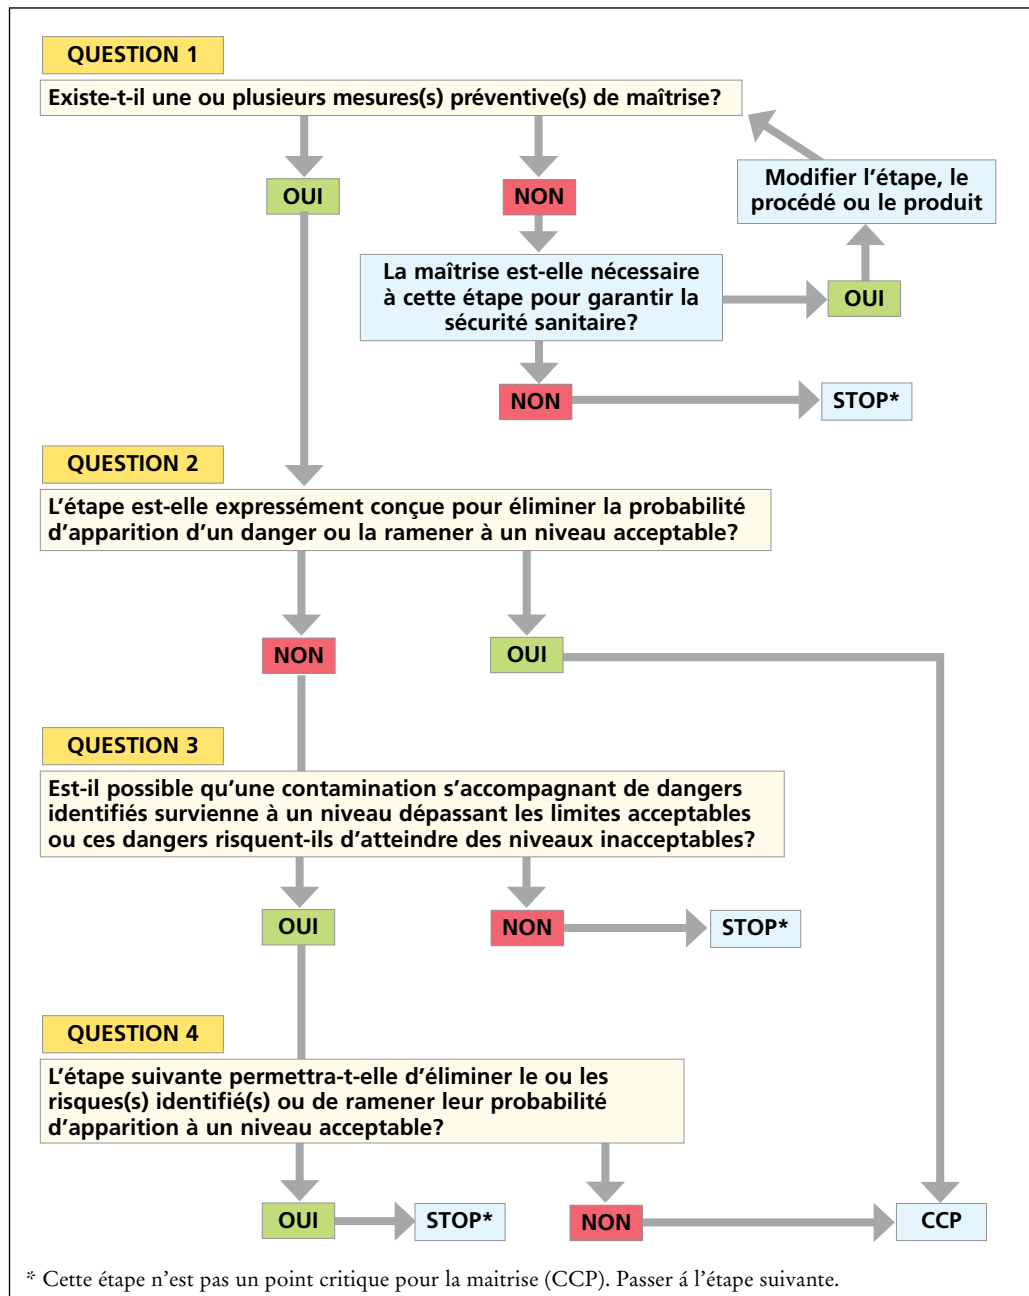 QUESTION 1
Existe-t-il une ou plusieurs mesures(s) préventive(s) de maîtrise?
OUI
NON
Modifier l'étape, le
procédé ou le produit
La maîtrise est-elle nécessaire
à cette étape pour garantir la
sécurité sanitaire?
OUI
NON
STOP*
QUESTION 2
L'étape est-elle expressément conçue pour éliminer la probabilité
d'apparition d'un danger ou la ramener à un niveau acceptable?
NON
OUI
QUESTION 3
Est-il possible qu'une contamination s'accompagnant de dangers
identifiés survienne à un niveau dépassant les limites acceptables
ou ces dangers risquent-ils d'atteindre des niveaux inacceptables?
OUI
NON
STOP*
QUESTION 4
L'étape suivante permettra-t-elle d'éliminer le ou les
risques(s) identifié(s) ou de ramener leur probabilité
d'apparition à un niveau acceptable?
OUI
STOP*
NON
CCP
* Cette étape n'est pas un point critique pour la maitrise (CCP). Passer á l'étape suivante.